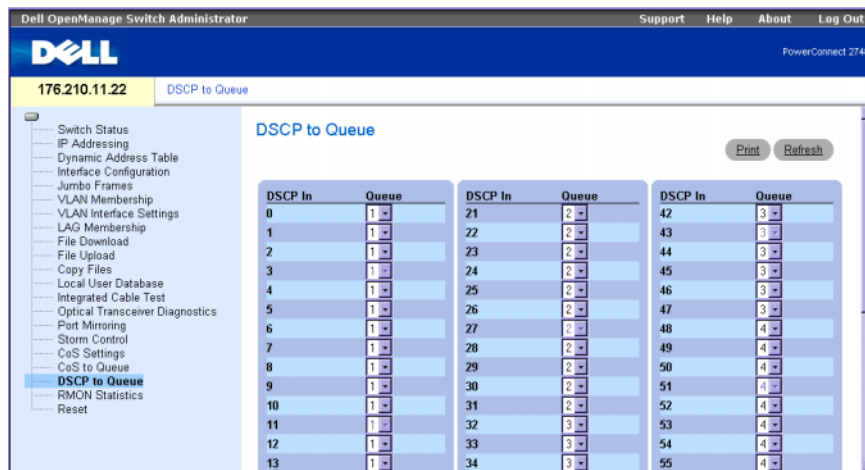 Dell OpenManage Switch Administrator
Support Help About Log Out
DELL
PowerConnect 274
176.210.11.22
DSCP to Queue
Switch Status
IP Addressing
Dynamic Address Table
Interface Configuration
Jumbo Frames
VLAN Membership
VLAN Interface Settings
LAG Membership
File Download
File Upload
Copy Files
Local User Database
Integrated Cable Test
Optical Transceiver Diagnostics
Port Mirroring
Storm Control
CoS Settings
CoS to Queue
DSCP to Queue
RMON Statistics
Reset
DSCP to Queue
Print Refresh
DSCP In Queue DSCP In Queue DSCP In Queue
0 1 21 2 42 3
1 1 22 2 43 3
2 1 23 2 44 3
3 1 24 2 45 3
4 1 25 2 46 3
5 1 26 2 47 3
6 1 27 2 48 4
7 1 28 2 49 4
8 1 29 2 50 4
9 1 30 2 51 4
10 1 31 2 52 4
11 1 32 3 53 4
12 1 33 3 54 4
13 1 34 3 55 4